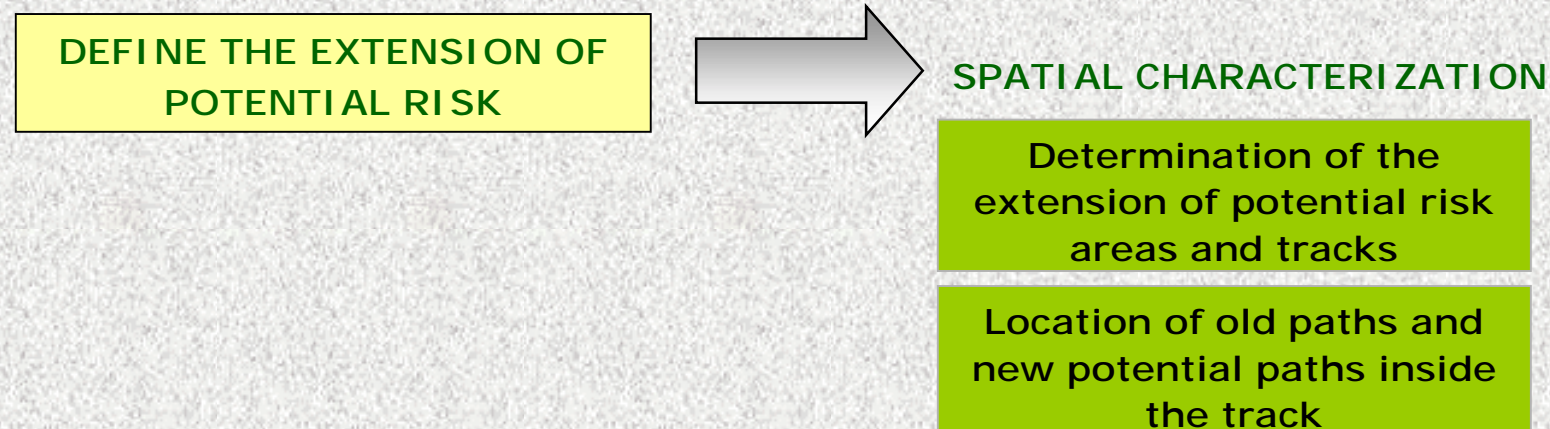 DEFINE THE EXTENSION OF
POTENTIAL RISK
SPATIAL CHARACTERIZATION
Determination of the
extension of potential risk
areas and tracks
Location of old paths and
new potential paths inside
the track